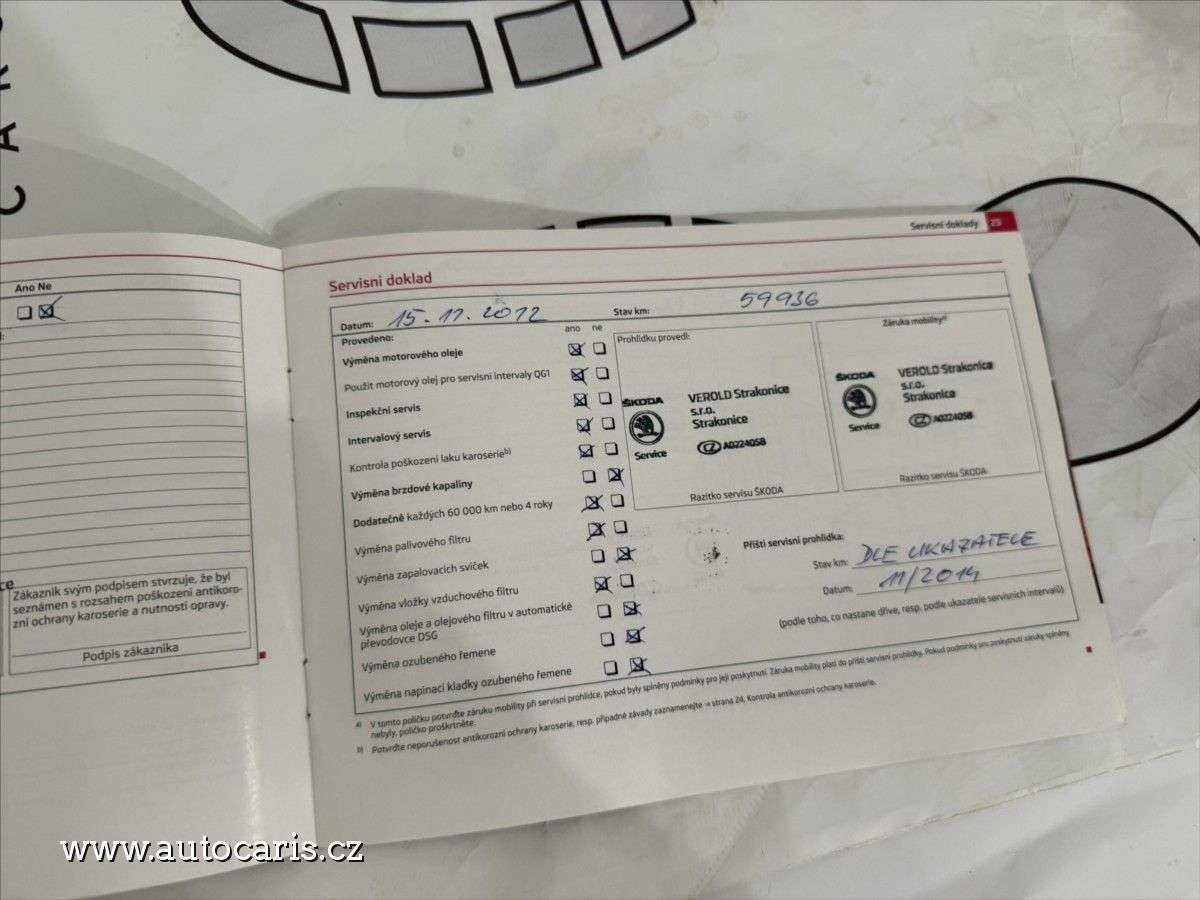 CAR
Ano Ne
Zákazník svým podpisem stvrzuje, že byl
seznámen s rozsahem poškození antikoro-
zní ochrany karoserie a nutností opravy.
Podpis zákazníka
Servisní doklady 23
Servisní doklad
Datum: 15.11.2012 Stav km: 59936
Provedeno: ano ne
Výměna motorového oleje
Použit motorový olej pro servisní intervaly QG1
Inspekční servis
Intervalový servis
Kontrola poškození laku karoserieb)
Výměna brzdové kapaliny
Dodatečně každých 60 000 km nebo 4 roky
Výměna palivového filtru
Výměna zapalovacích svíček
Výměna vložky vzduchového filtru
Výměna oleje a olejového filtru v automatické
převodovce DSG
Výměna ozubeného řemene
Výměna napínací kladky ozubeného řemene
Prohlídku provedl:
ŠKODA
Service
VEROLD Strakonice
s.r.o.
Strakonice
CZ A0224058
Razítko servisu ŠKODA
Záruka mobilitya)
ŠKODA
Service
VEROLD Strakonice
s.r.o.
Strakonice
CZ A0224058
Razítko servisu ŠKODA
Příští servisní prohlídka:
Stav km: DLE UKAZATELE
Datum: 11/2014
(podle toho, co nastane dříve, resp. podle ukazatele servisních intervalů)
a) V tomto políčku potvrďte záruku mobility při servisní prohlídce, pokud byly splněny podmínky pro její poskytnutí. Záruka mobility platí do příští servisní prohlídky. Pokud podmínky pro poskytnutí záruky splněny
nebyly, políčko proškrtněte.
b) Potvrďte neporušenost antikorozní ochrany karoserie, resp. případné závady zaznamenejte ⇒ strana 24, Kontrola antikorozní ochrany karoserie.
www.autocaris.cz